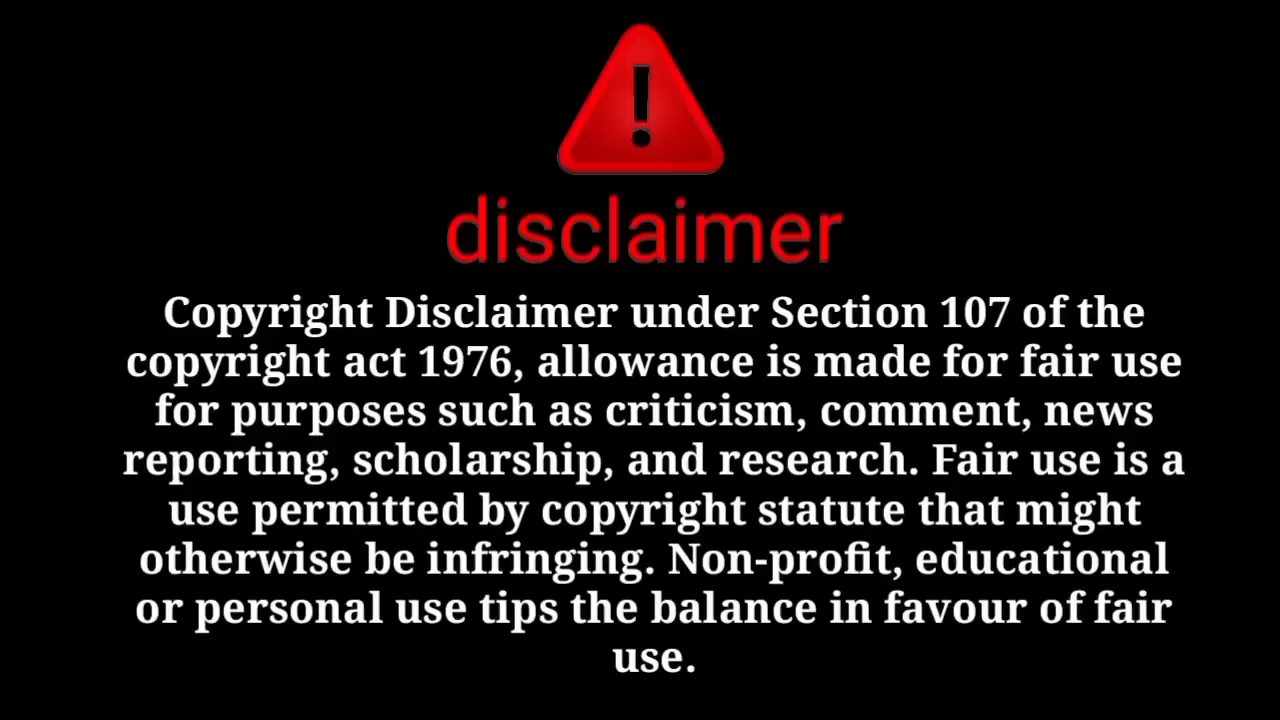 !
disclaimer
Copyright Disclaimer under Section 107 of the
copyright act 1976, allowance is made for fair use
for purposes such as criticism, comment, news
reporting, scholarship, and research. Fair use is a
use permitted by copyright statute that might
otherwise be infringing. Non-profit, educational
or personal use tips the balance in favour of fair
use.